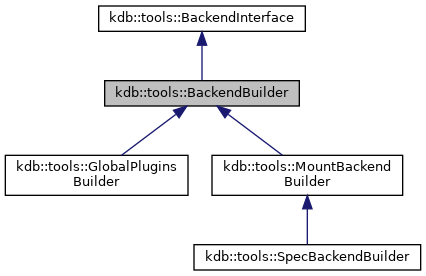 kdb::tools::BackendInterface
kdb::tools::BackendBuilder
kdb::tools::GlobalPlugins
Builder
kdb::tools::MountBackend
Builder
kdb::tools::SpecBackendBuilder